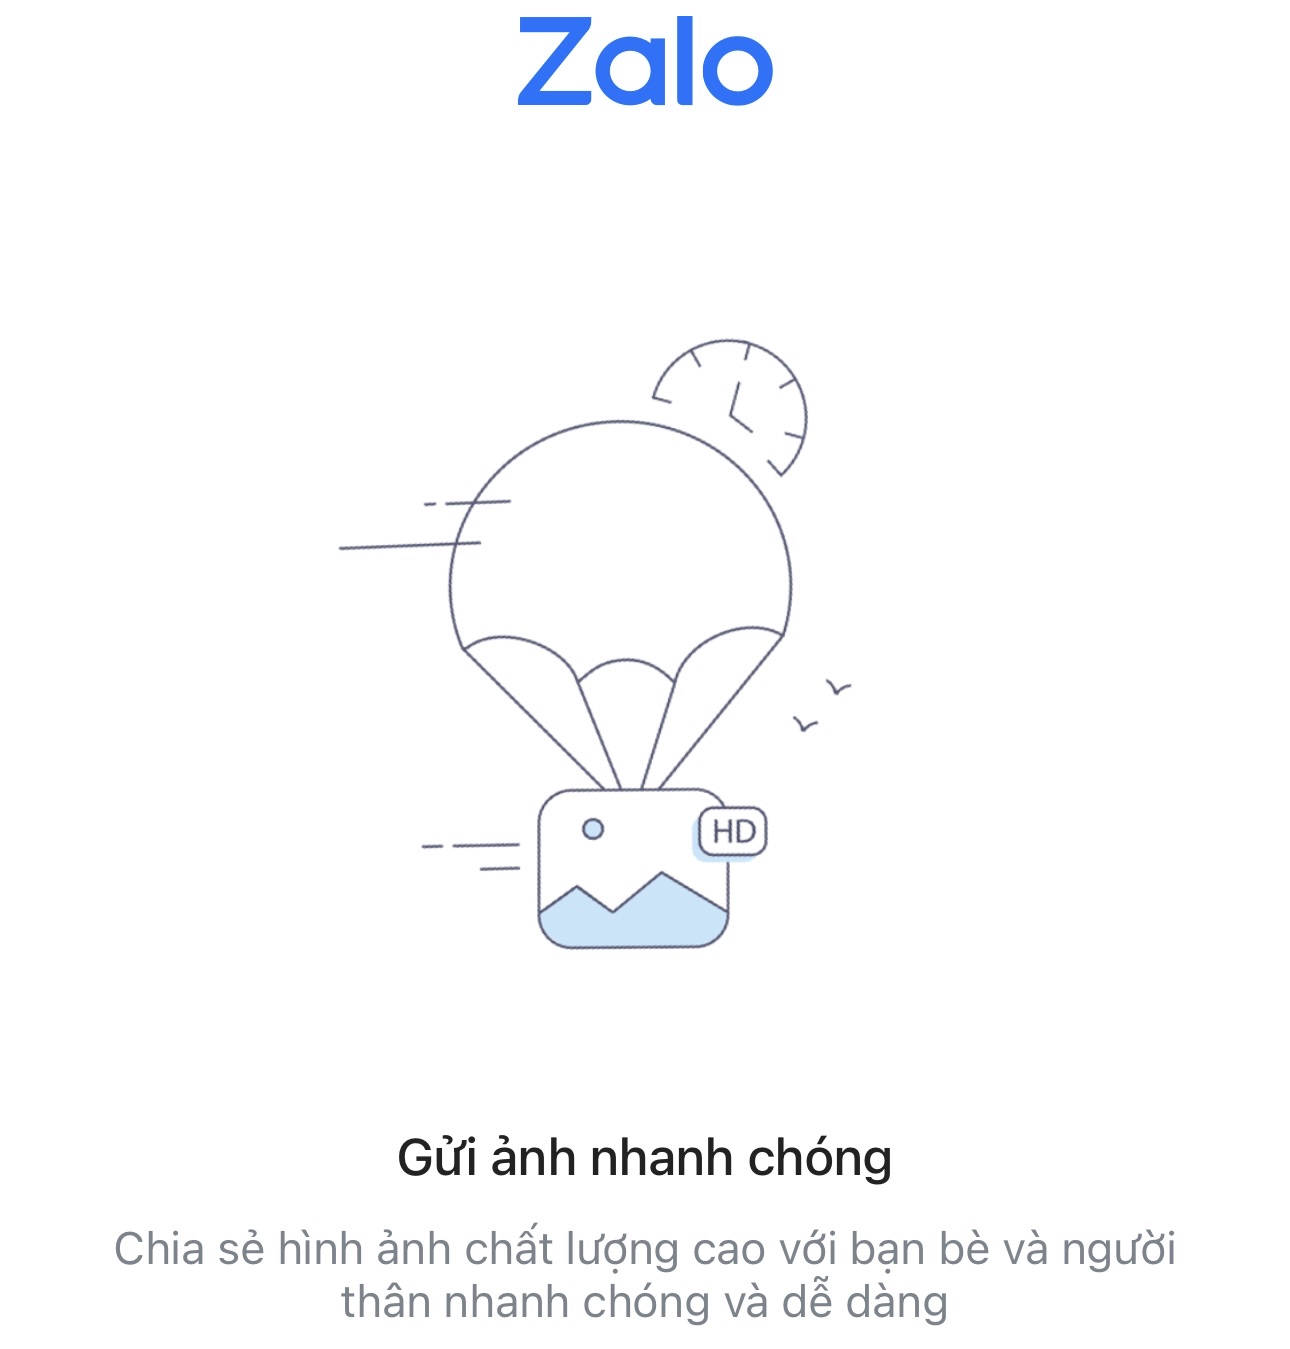 Zalo
HD
Gửi ảnh nhanh chóng
Chia sẻ hình ảnh chất lượng cao với bạn bè và người
thân nhanh chóng và dễ dàng